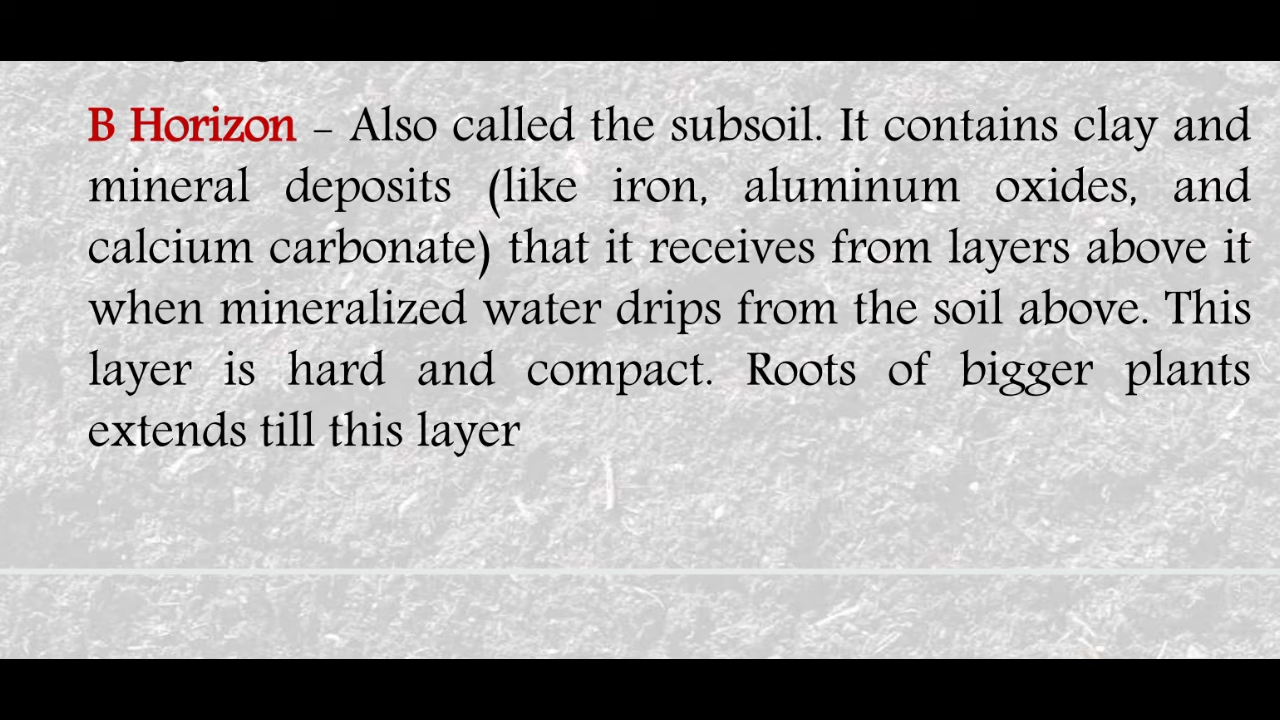 B Horizon – Also called the subsoil. It contains clay and
mineral deposits (like iron, aluminum oxides, and
calcium carbonate) that it receives from layers above it
when mineralized water drips from the soil above. This
layer is hard and compact. Roots of bigger plants
extends till this layer